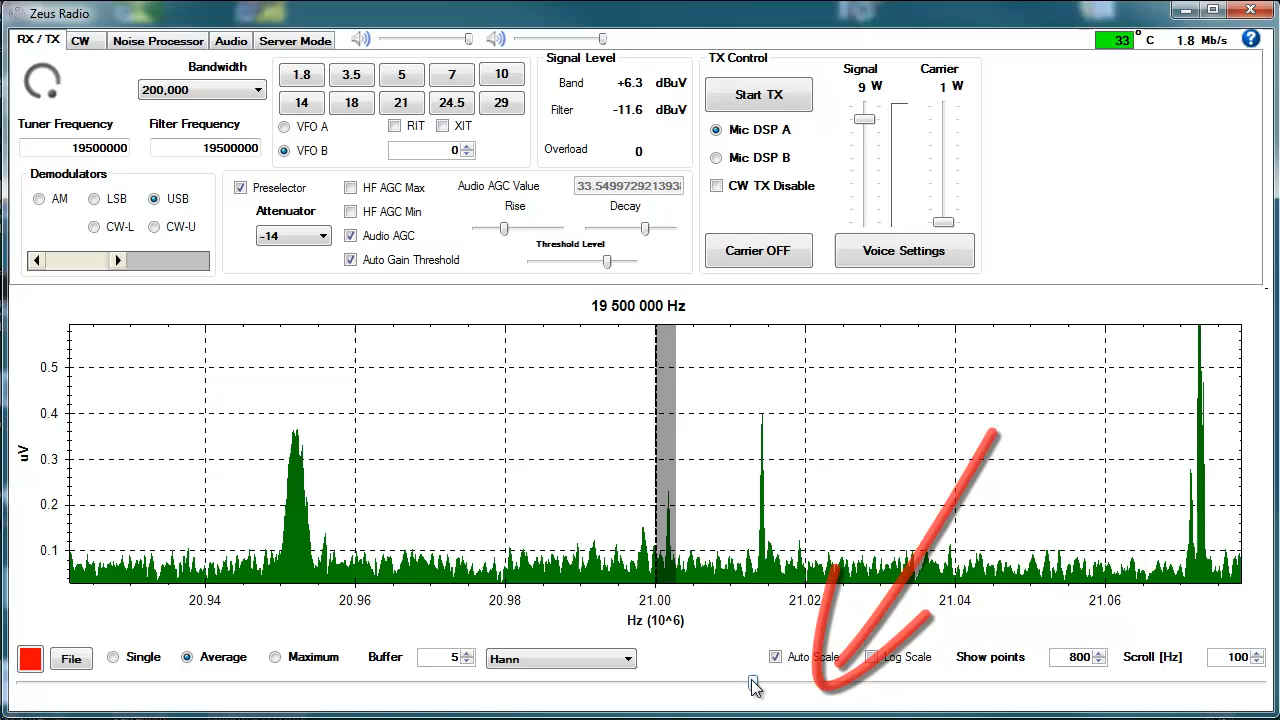 Zeus Radio
RX / TX CW Noise Processor Audio Server Mode 33 ° C 1.8 Mb/s ?
Bandwidth
200,000
Tuner Frequency Filter Frequency
19500000 19500000
Demodulators
AM LSB USB
CW-L CW-U
1.8 3.5 5 7 10
14 18 21 24.5 29
VFO A RIT XIT
VFO B 0
Signal Level
Band +6.3 dBuV
Filter -11.6 dBuV
Overload 0
Preselector
Attenuator
-14
HF AGC Max
HF AGC Min
Audio AGC
Auto Gain Threshold
Audio AGC Value 33.549972921393
Rise Decay
Threshold Level
TX Control
Start TX
Mic DSP A
Mic DSP B
CW TX Disable
Carrier OFF
Signal Carrier
9 W 1 W
Voice Settings
19 500 000 Hz
uV
0.5
0.4
0.3
0.2
0.1
20.94 20.96 20.98 21.00 21.02 21.04 21.06
Hz (10^6)
File Single Average Maximum Buffer 5 Hann Auto Scale Log Scale Show points 800 Scroll [Hz] 100